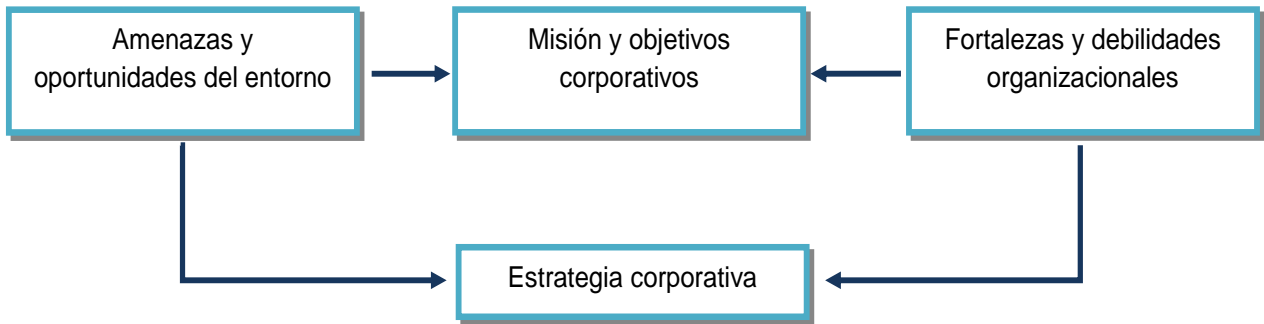 Amenazas y
oportunidades del entorno
Misión y objetivos
corporativos
Fortalezas y debilidades
organizacionales
Estrategia corporativa